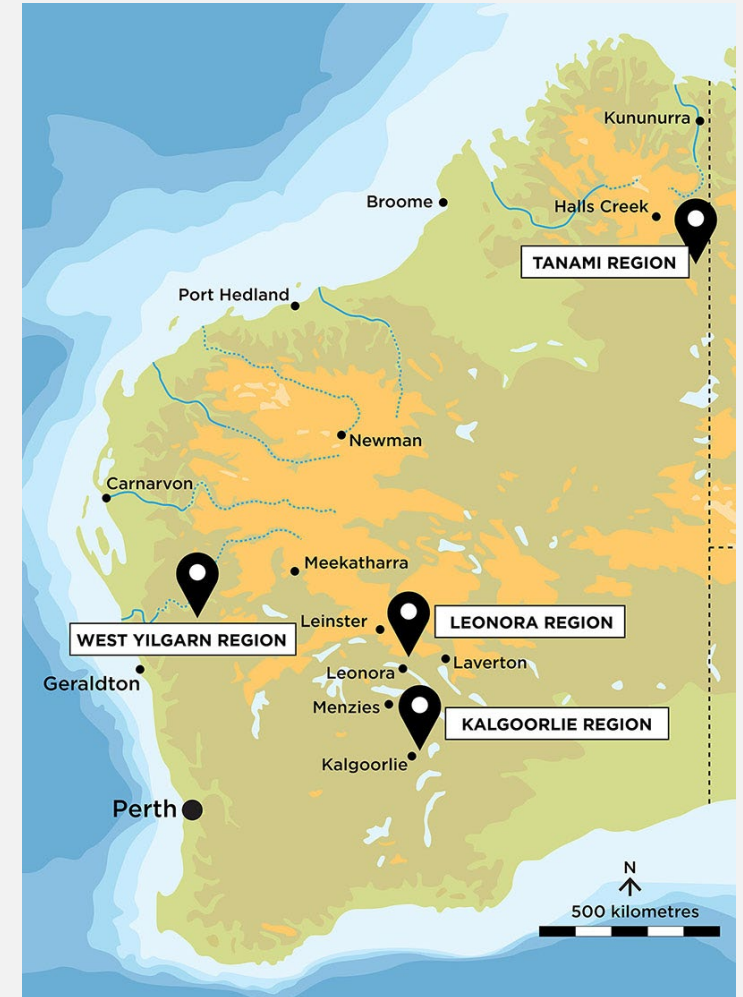 Kununurra
Broome
Halls Creek
TANAMI REGION
Port Hedland
Newman
Carnarvon
Meekatharra
Leinster
LEONORA REGION
WEST YILGARN REGION
Laverton
Leonora
Geraldton
Menzies
KALGOORLIE REGION
Kalgoorlie
Perth
N
500 kilometres